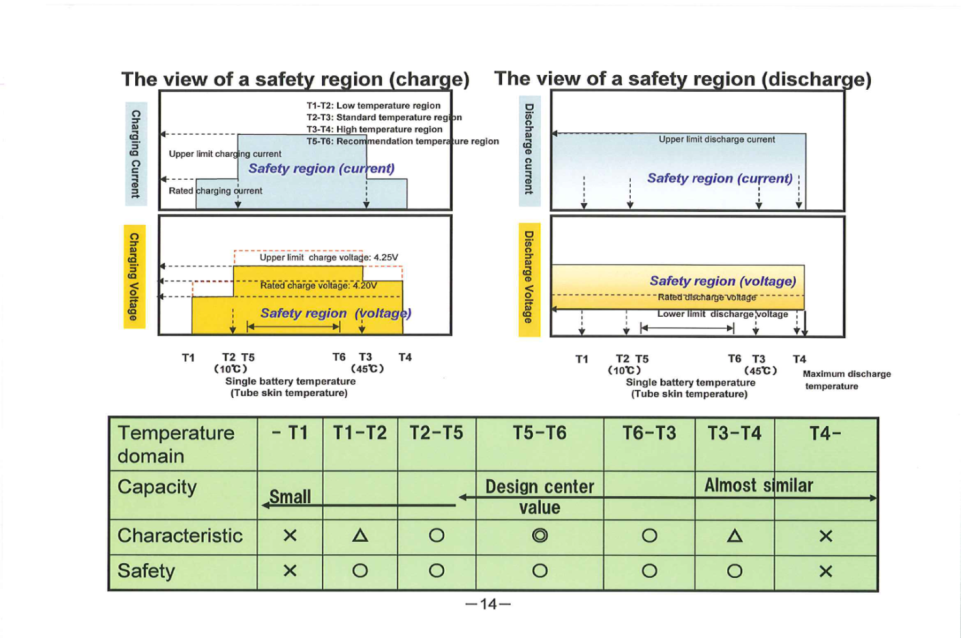 The view of a safety region (charge)
The view of a safety region (discharge)
Charging Current
T1-T2: Low temperature region
T2-T3: Standard temperature region
T3-T4: High temperature region
T5-T6: Recommendation temperature region
Upper limit charging current
Safety region (current)
Rated charging current
Discharge current
Upper limit discharge current
Safety region (current)
Charging Voltage
Upper limit charge voltage: 4.25V
Rated charge voltage: 4.20V
Safety region (voltage)
Discharge Voltage
Safety region (voltage)
Rated discharge voltage
Lower limit discharge voltage
T1 T2 T5 T6 T3 T4
(10℃) (45℃)
Single battery temperature
(Tube skin temperature)
T1 T2 T5 T6 T3 T4
(10℃) (45℃)
Maximum discharge
temperature
Single battery temperature
(Tube skin temperature)
Temperature domain - T1 T1-T2 T2-T5 T5-T6 T6-T3 T3-T4 T4-
Capacity Small Design center value Almost similar
Characteristic × △ ○ ◎ ○ △ ×
Safety × ○ ○ ○ ○ ○ ×
—14—